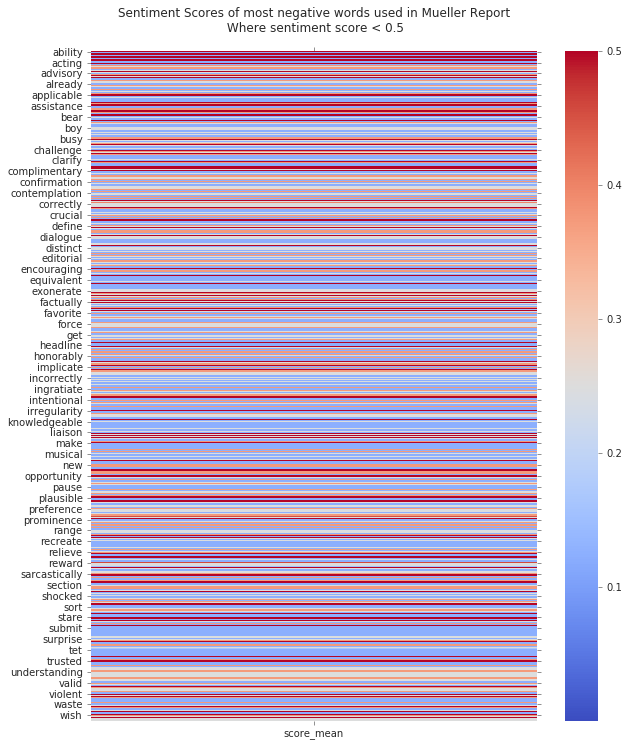 Sentiment Scores of most negative words used in Mueller Report
Where sentiment score < 0.5
ability
acting
advisory
already
applicable
assistance
bear
boy
busy
challenge
clarify
complimentary
confirmation
contemplation
correctly
crucial
define
dialogue
distinct
editorial
encouraging
equivalent
exonerate
factually
favorite
force
get
headline
honorably
implicate
incorrectly
ingratiate
intentional
irregularity
knowledgeable
liaison
make
musical
new
opportunity
pause
plausible
preference
prominence
range
recreate
relieve
reward
sarcastically
section
shocked
sort
stare
submit
surprise
tet
trusted
understanding
valid
violent
waste
wish
score_mean
0.5
0.4
0.3
0.2
0.1